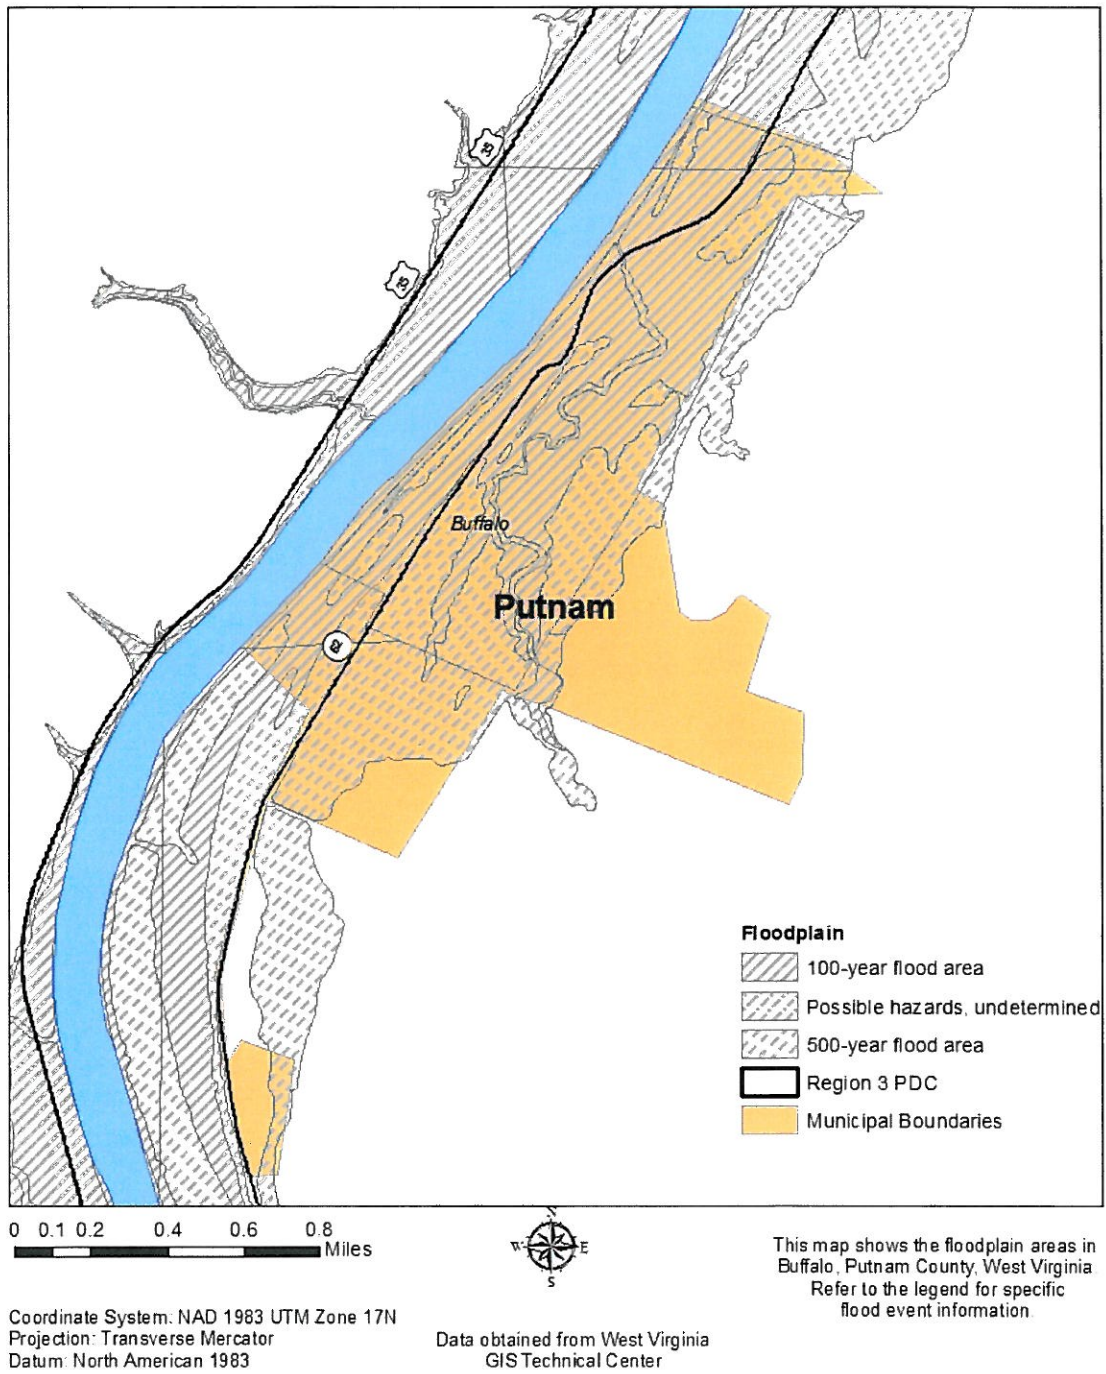 35
35
Buffalo
Putnam
62
Floodplain
100-year flood area
Possible hazards, undetermined
500-year flood area
Region 3 PDC
Municipal Boundaries
0 0.1 0.2 0.4 0.6 0.8
Miles
N
W E
S
This map shows the floodplain areas in
Buffalo, Putnam County, West Virginia.
Refer to the legend for specific
flood event information.
Coordinate System: NAD 1983 UTM Zone 17N
Projection: Transverse Mercator
Datum: North American 1983
Data obtained from West Virginia
GIS Technical Center